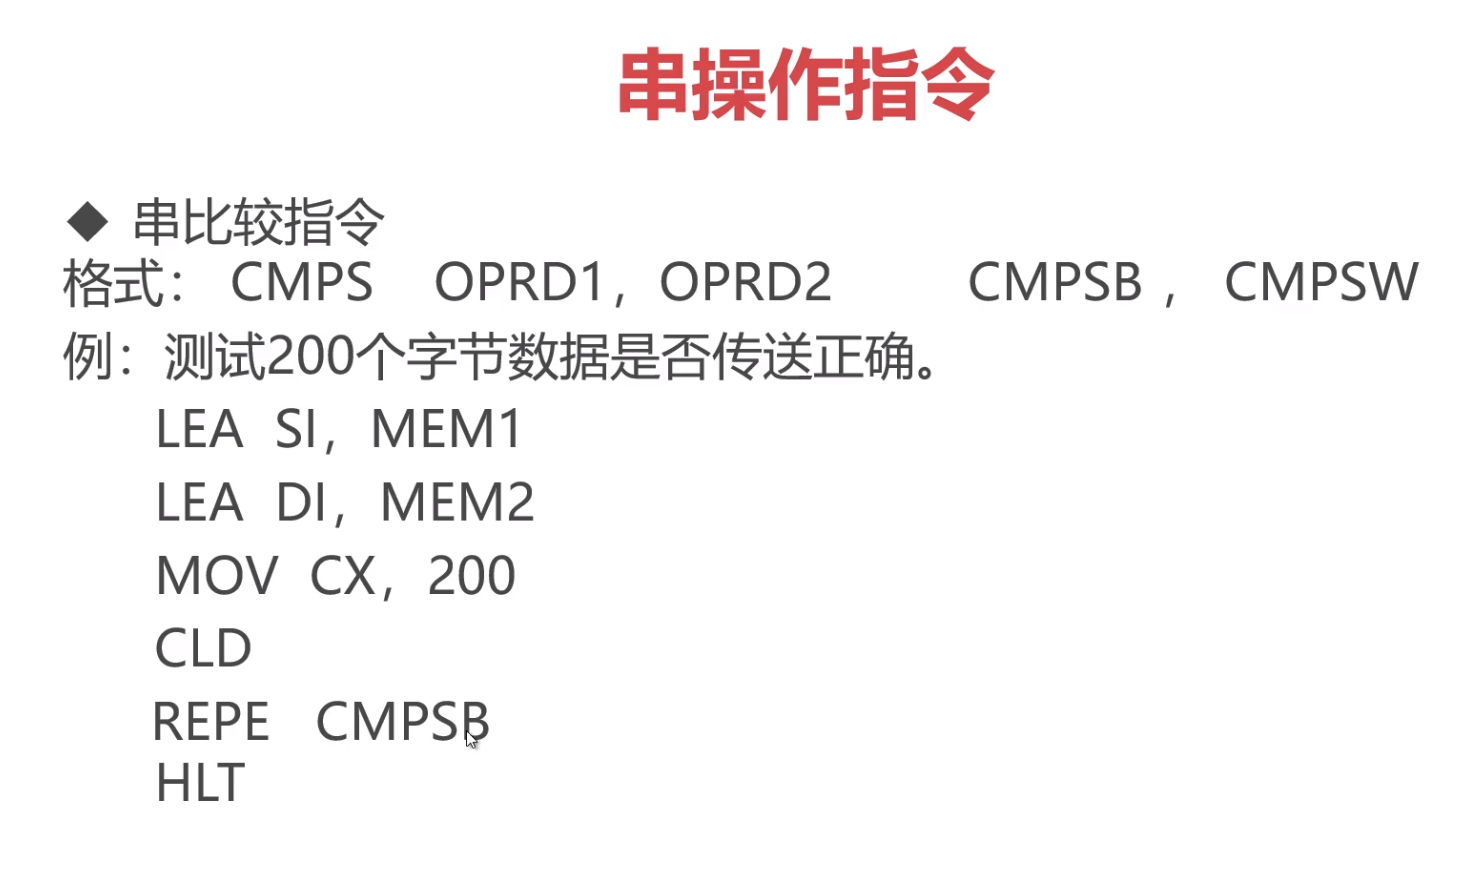 串操作指令
◆ 串比较指令
格式： CMPS OPRD1，OPRD2 CMPSB ， CMPSW
例：测试200个字节数据是否传送正确。
LEA SI，MEM1
LEA DI，MEM2
MOV CX，200
CLD
REPE CMPSB
HLT